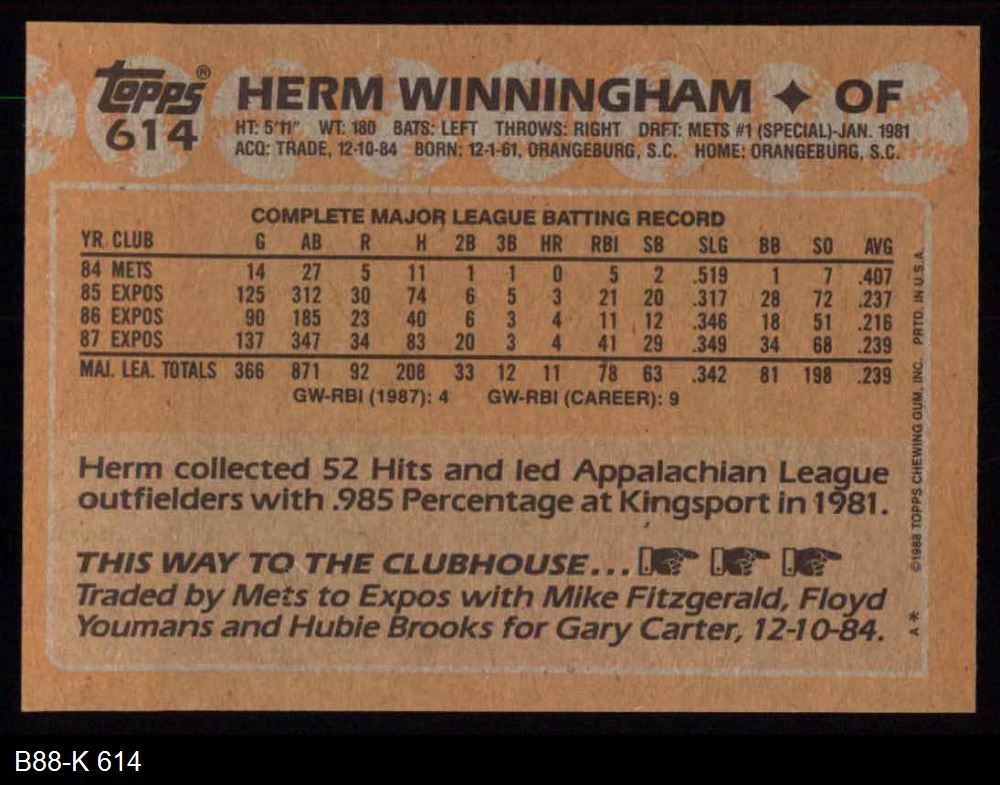 Topps®
614
HERM WINNINGHAM ✦ OF
HT: 5'11" WT: 180 BATS: LEFT THROWS: RIGHT DRFT: METS #1 (SPECIAL)-JAN. 1981
ACQ: TRADE, 12-10-84 BORN: 12-1-61, ORANGEBURG, S.C. HOME: ORANGEBURG, S.C.
COMPLETE MAJOR LEAGUE BATTING RECORD
YR CLUB G AB R H 2B 3B HR RBI SB SLG BB SO AVG
84 METS 14 27 5 11 1 1 0 5 2 .519 1 7 .407
85 EXPOS 125 312 30 74 6 5 3 21 20 .317 28 72 .237
86 EXPOS 90 185 23 40 6 3 4 11 12 .346 18 51 .216
87 EXPOS 137 347 34 83 20 3 4 41 29 .349 34 68 .239
MAJ. LEA. TOTALS 366 871 92 208 33 12 11 78 63 .342 81 198 .239
GW-RBI (1987): 4 GW-RBI (CAREER): 9
Herm collected 52 Hits and led Appalachian League
outfielders with .985 Percentage at Kingsport in 1981.
THIS WAY TO THE CLUBHOUSE...
Traded by Mets to Expos with Mike Fitzgerald, Floyd
Youmans and Hubie Brooks for Gary Carter, 12-10-84.
©1988 TOPPS CHEWING GUM, INC. PRTD. IN U.S.A.
A *
B88-K 614